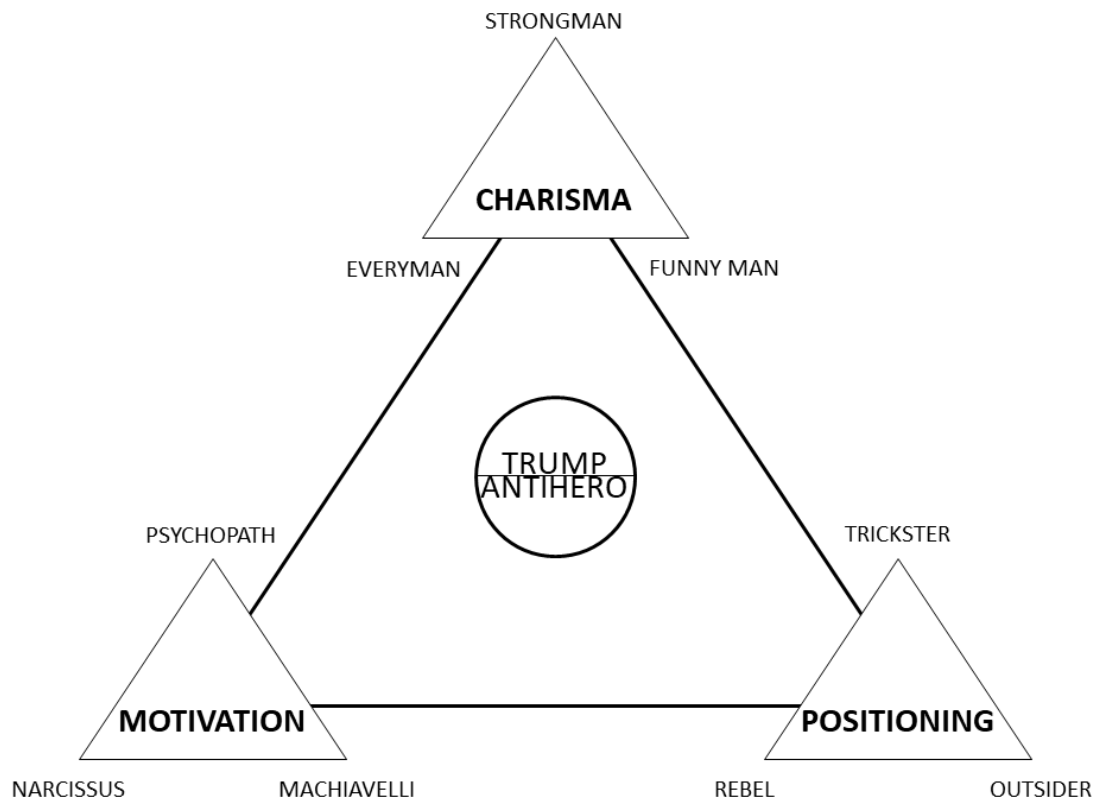 STRONGMAN
CHARISMA
EVERYMAN
FUNNY MAN
TRUMP
ANTIHERO
PSYCHOPATH
TRICKSTER
MOTIVATION
POSITIONING
NARCISSUS
MACHIAVELLI
REBEL
OUTSIDER